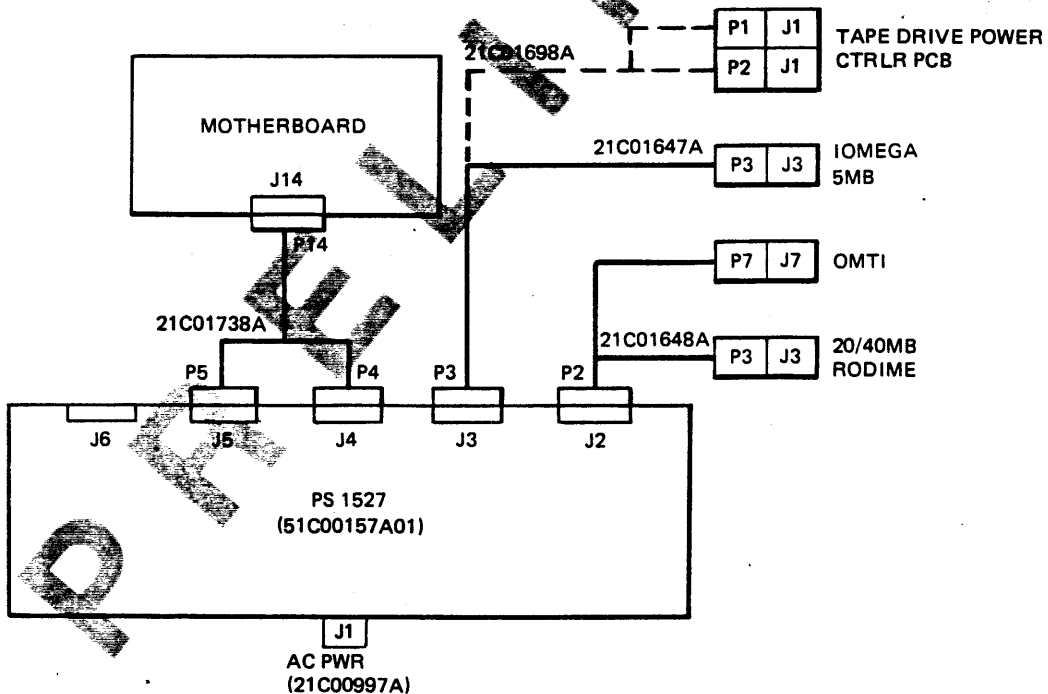 P1 J1
TAPE DRIVE POWER
CTRLR PCB
P2 J1
21C01698A
MOTHERBOARD
21C01647A
P3 J3
IOMEGA
5MB
J14
P14
P7 J7
OMTI
21C01738A
21C01648A
P3 J3
20/40MB
RODIME
P5
P4
P3
P2
J6
J5
J4
J3
J2
PS 1527
(51C00157A01)
J1
AC PWR
(21C00997A)